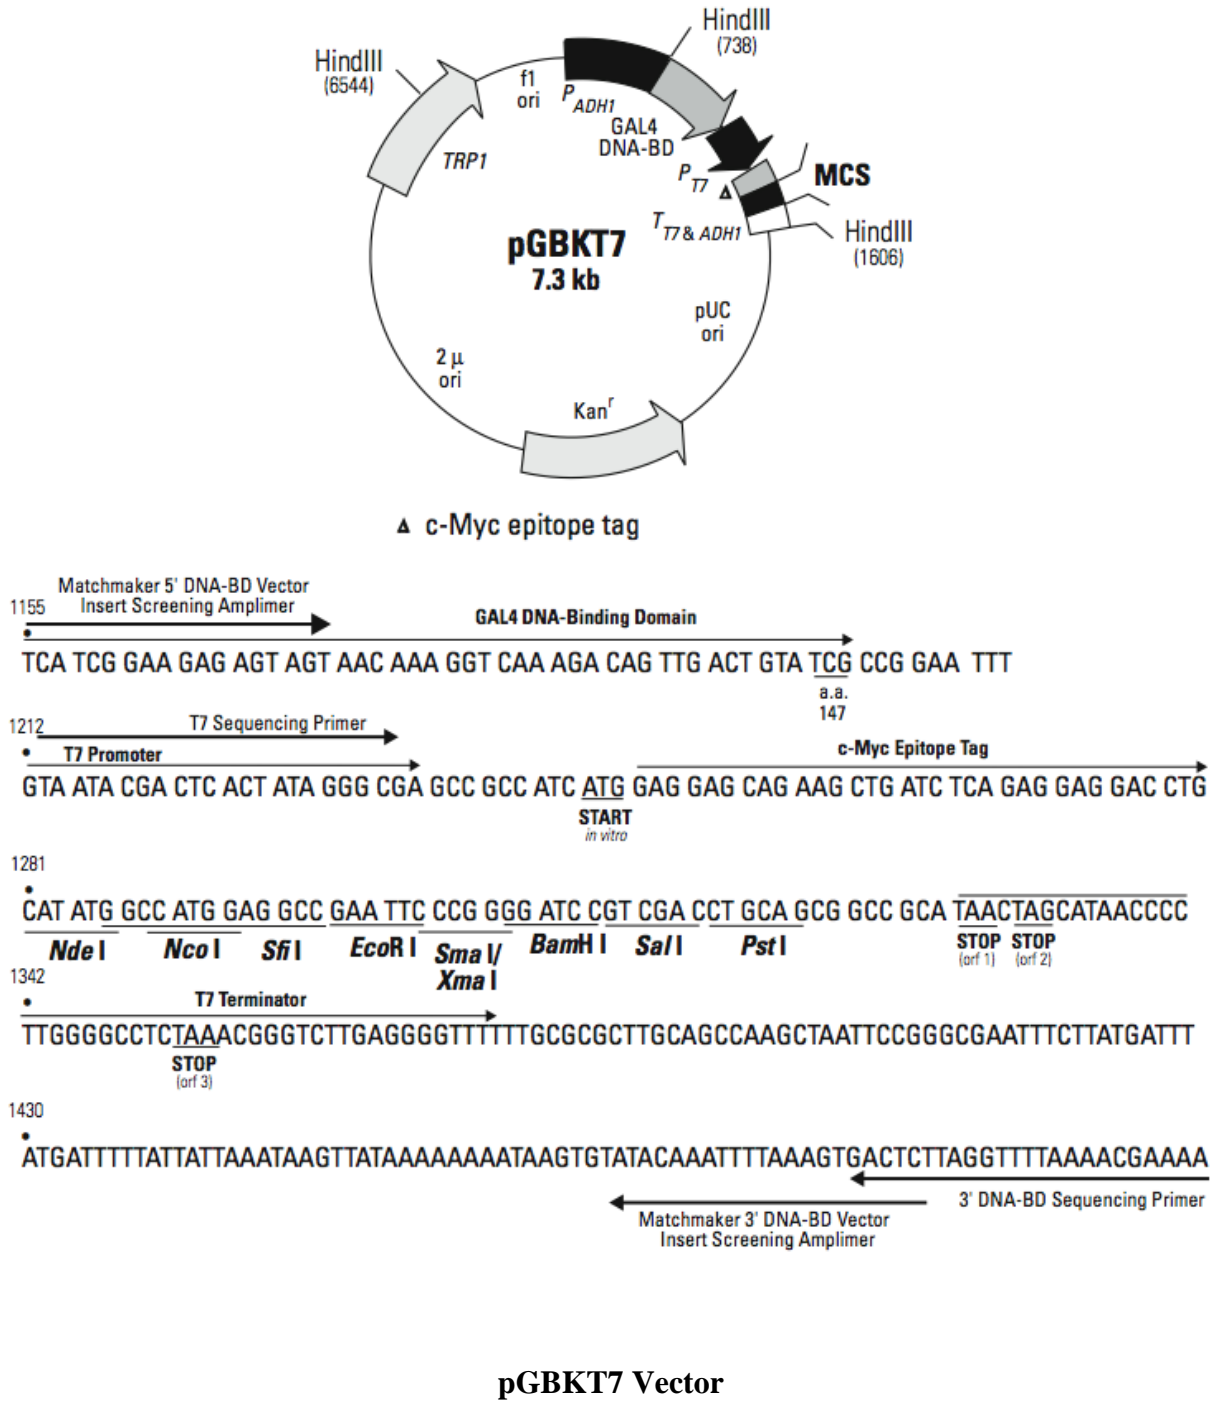 HindIII
(738)
HindIII
(6544)
f1
ori
P ADH1
GAL4
DNA-BD
TRP1
P T7
MCS
T T7 & ADH1
HindIII
(1606)
pGBKT7
7.3 kb
pUC
ori
2 μ
ori
Kan r
Δ c-Myc epitope tag
Matchmaker 5' DNA-BD Vector
1155 Insert Screening Amplimer
GAL4 DNA-Binding Domain
TCA TCG GAA GAG AGT AGT AAC AAA GGT CAA AGA CAG TTG ACT GTA TCG CCG GAA TTT
a.a.
147
1212 T7 Sequencing Primer
T7 Promoter c-Myc Epitope Tag
GTA ATA CGA CTC ACT ATA GGG CGA GCC GCC ATC ATG GAG GAG CAG AAG CTG ATC TCA GAG GAG GAC CTG
START
in vitro
1281
CAT ATG GCC ATG GAG GCC GAA TTC CCG GGG ATC CGT CGA CCT GCA GCG GCC GCA TAACTAGCATAACCCC
Nde I Nco I Sfi I EcoR I Sma I/ BamH I Sal I Pst I STOP STOP
Xma I (orf 1) (orf 2)
1342
T7 Terminator
TTGGGGCCTCTAAACGGGTCTTGAGGGGTTTTTTGCGCGCTTGCAGCCAAGCTAATTCCGGGCGAATTTCTTATGATTT
STOP
(orf 3)
1430
ATGATTTTTATTATTAAATAAGTTATAAAAAAAATAAGTGTATACAAATTTTAAAGTGACTCTTAGGTTTTAAAACGAAAA
3' DNA-BD Sequencing Primer
Matchmaker 3' DNA-BD Vector
Insert Screening Amplimer
pGBKT7 Vector